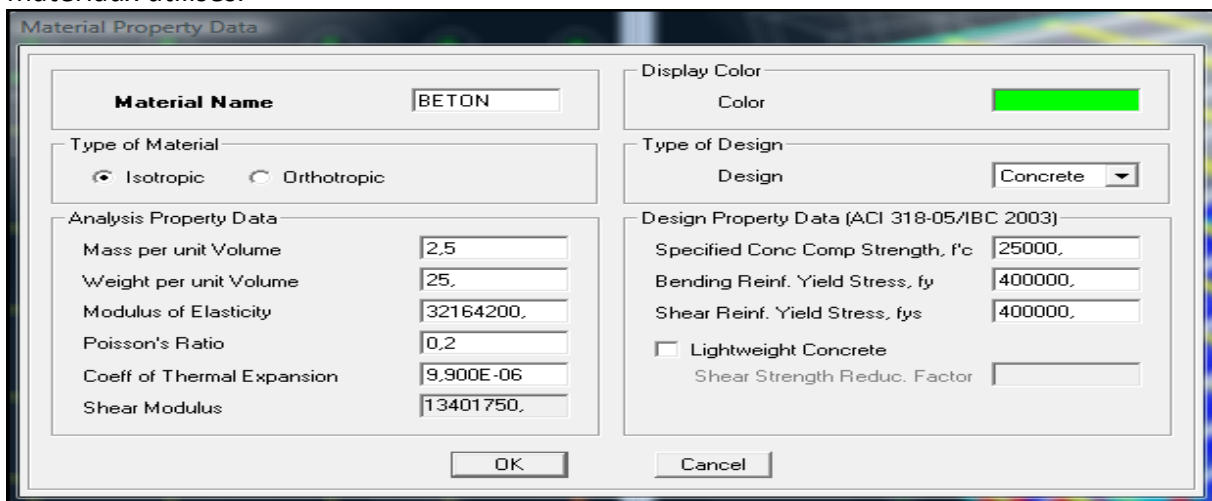 Material Property Data
Material Name BETON
Display Color
Color
Type of Material
Isotropic Orthotropic
Type of Design
Design Concrete
Analysis Property Data
Mass per unit Volume 2,5
Weight per unit Volume 25,
Modulus of Elasticity 32164200,
Poisson's Ratio 0,2
Coeff of Thermal Expansion 9,900E-06
Shear Modulus 13401750,
Design Property Data (ACI 318-05/IBC 2003)
Specified Conc Comp Strength, f'c 25000,
Bending Reinf. Yield Stress, fy 400000,
Shear Reinf. Yield Stress, fys 400000,
Lightweight Concrete
Shear Strength Reduc. Factor
OK Cancel